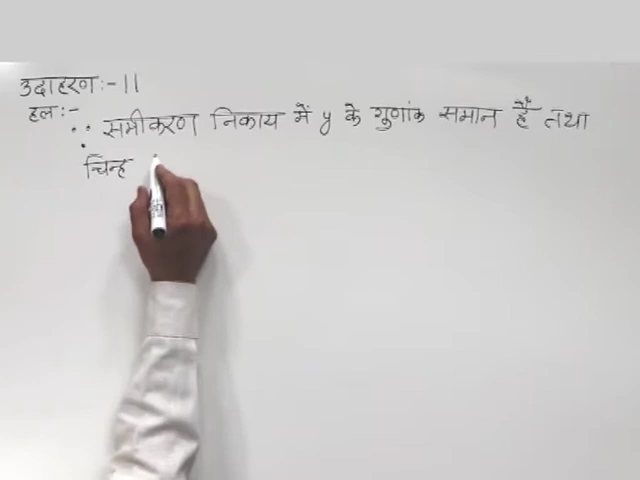 उदाहरण:- 11
हल:-
∵ समीकरण निकाय में y के गुणांक समान हैं तथा
चिन्ह